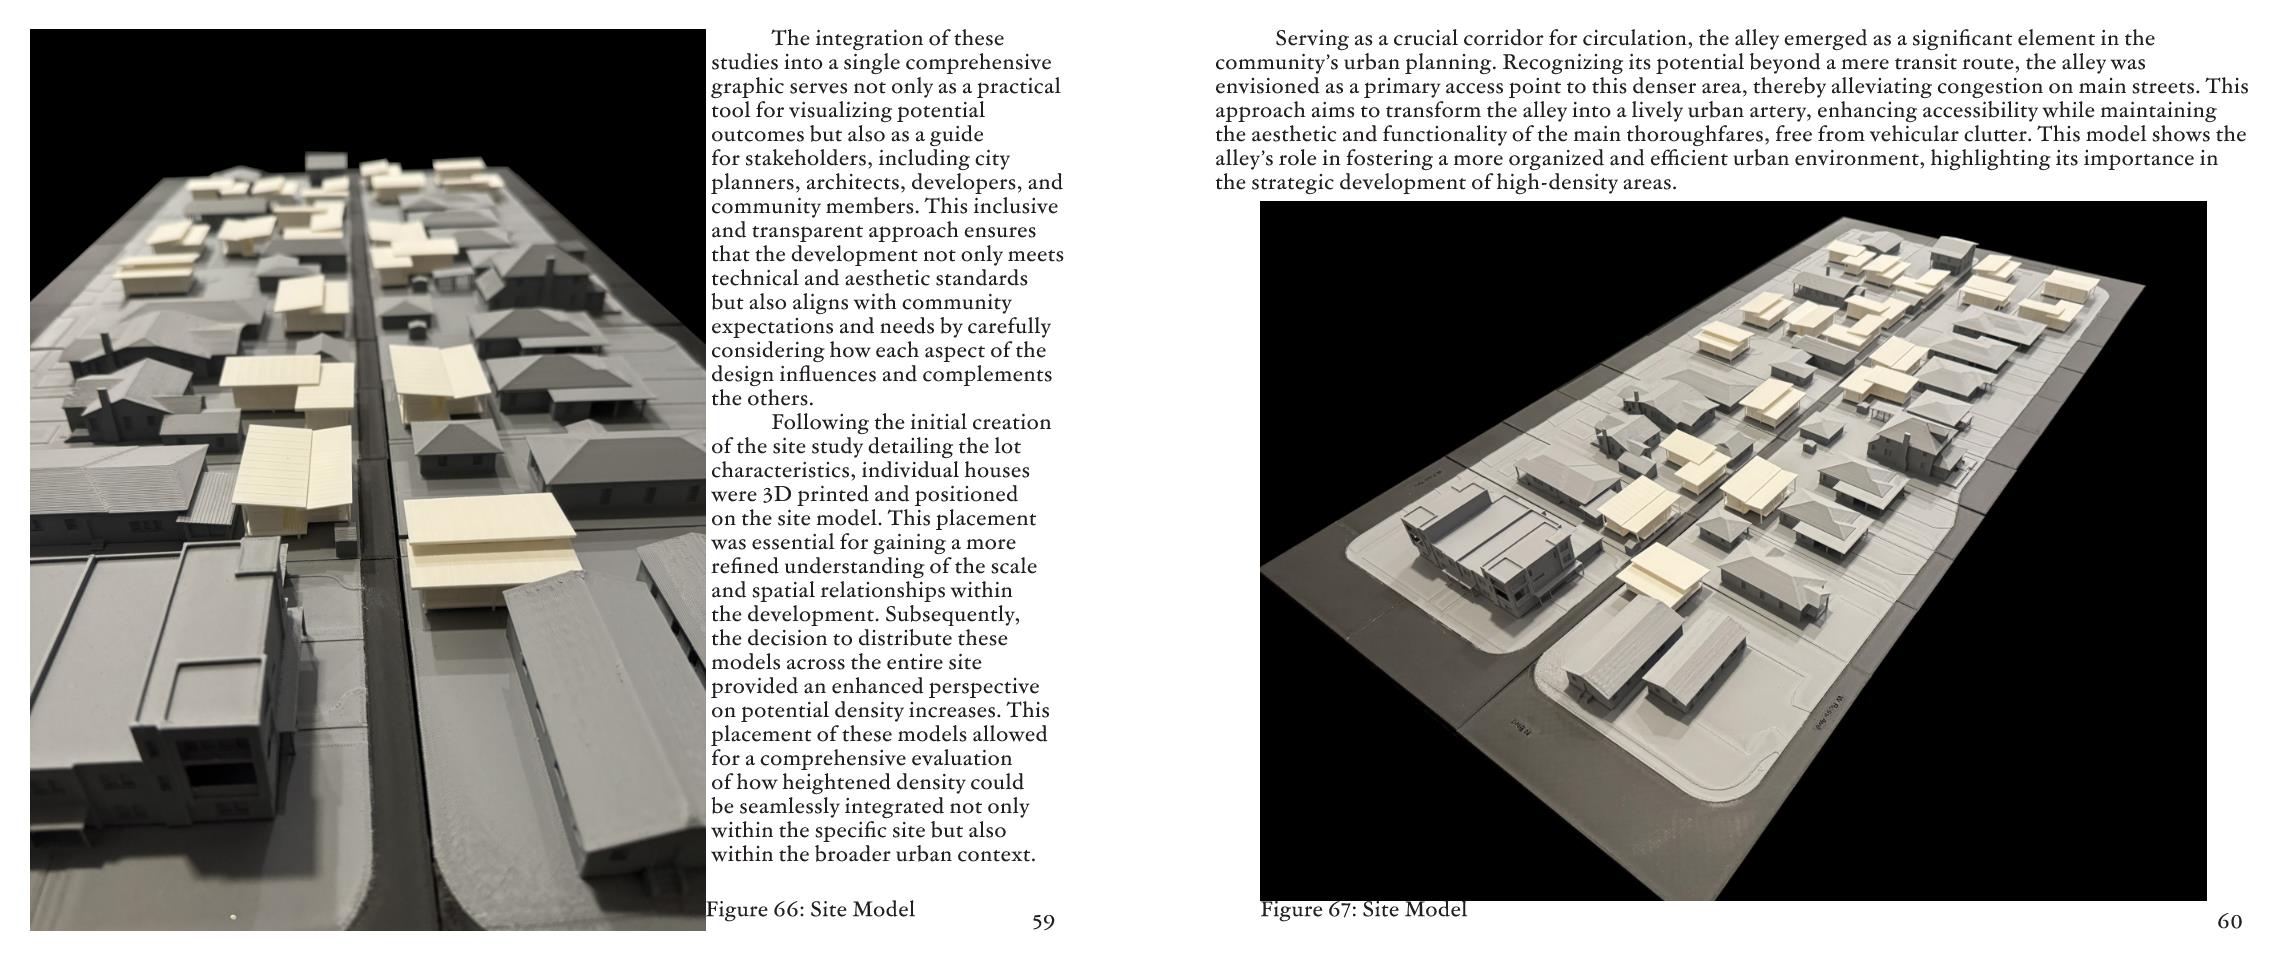 The integration of these
studies into a single comprehensive
graphic serves not only as a practical
tool for visualizing potential
outcomes but also as a guide
for stakeholders, including city
planners, architects, developers, and
community members. This inclusive
and transparent approach ensures
that the development not only meets
technical and aesthetic standards
but also aligns with community
expectations and needs by carefully
considering how each aspect of the
design influences and complements
the others.
Following the initial creation
of the site study detailing the lot
characteristics, individual houses
were 3D printed and positioned
on the site model. This placement
was essential for gaining a more
refined understanding of the scale
and spatial relationships within
the development. Subsequently,
the decision to distribute these
models across the entire site
provided an enhanced perspective
on potential density increases. This
placement of these models allowed
for a comprehensive evaluation
of how heightened density could
be seamlessly integrated not only
within the specific site but also
within the broader urban context.
Figure 66: Site Model
59
Serving as a crucial corridor for circulation, the alley emerged as a significant element in the
community's urban planning. Recognizing its potential beyond a mere transit route, the alley was
envisioned as a primary access point to this denser area, thereby alleviating congestion on main streets. This
approach aims to transform the alley into a lively urban artery, enhancing accessibility while maintaining
the aesthetic and functionality of the main thoroughfares, free from vehicular clutter. This model shows the
alley's role in fostering a more organized and efficient urban environment, highlighting its importance in
the strategic development of high-density areas.
Figure 67: Site Model
60